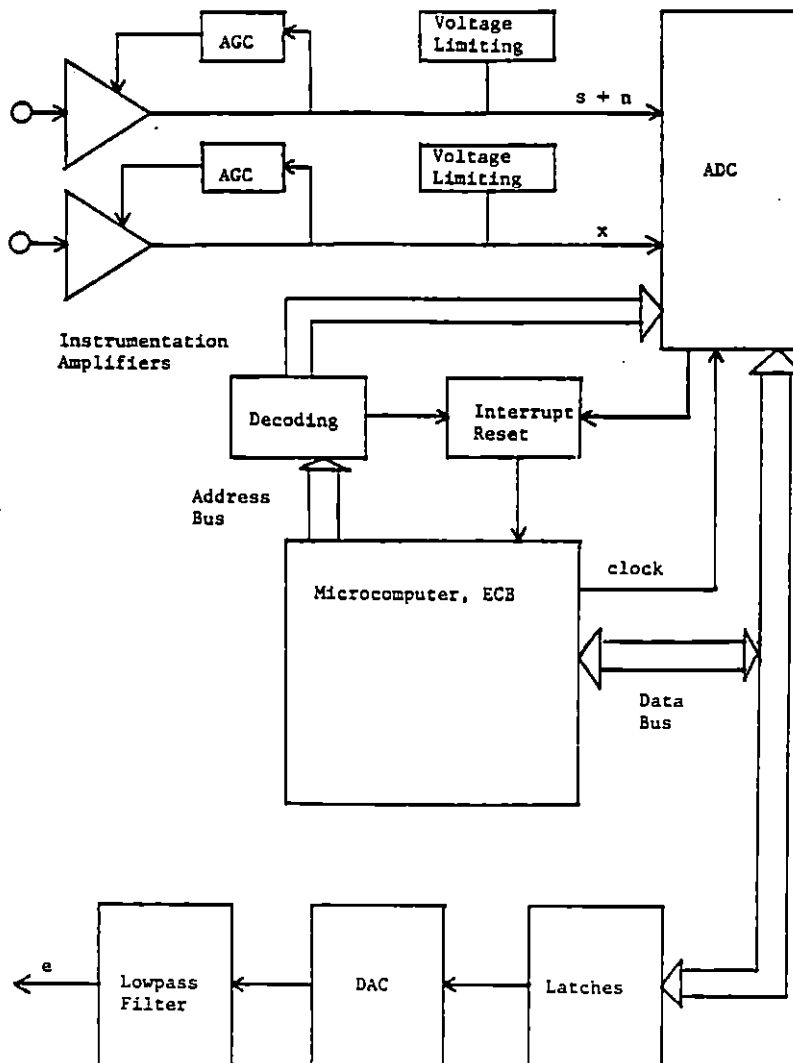 AGC
Voltage
Limiting
s + n
ADC
AGC
Voltage
Limiting
x
Instrumentation
Amplifiers
Decoding
Interrupt
Reset
Address
Bus
Microcomputer, ECB
clock
Data
Bus
e
Lowpass
Filter
DAC
Latches